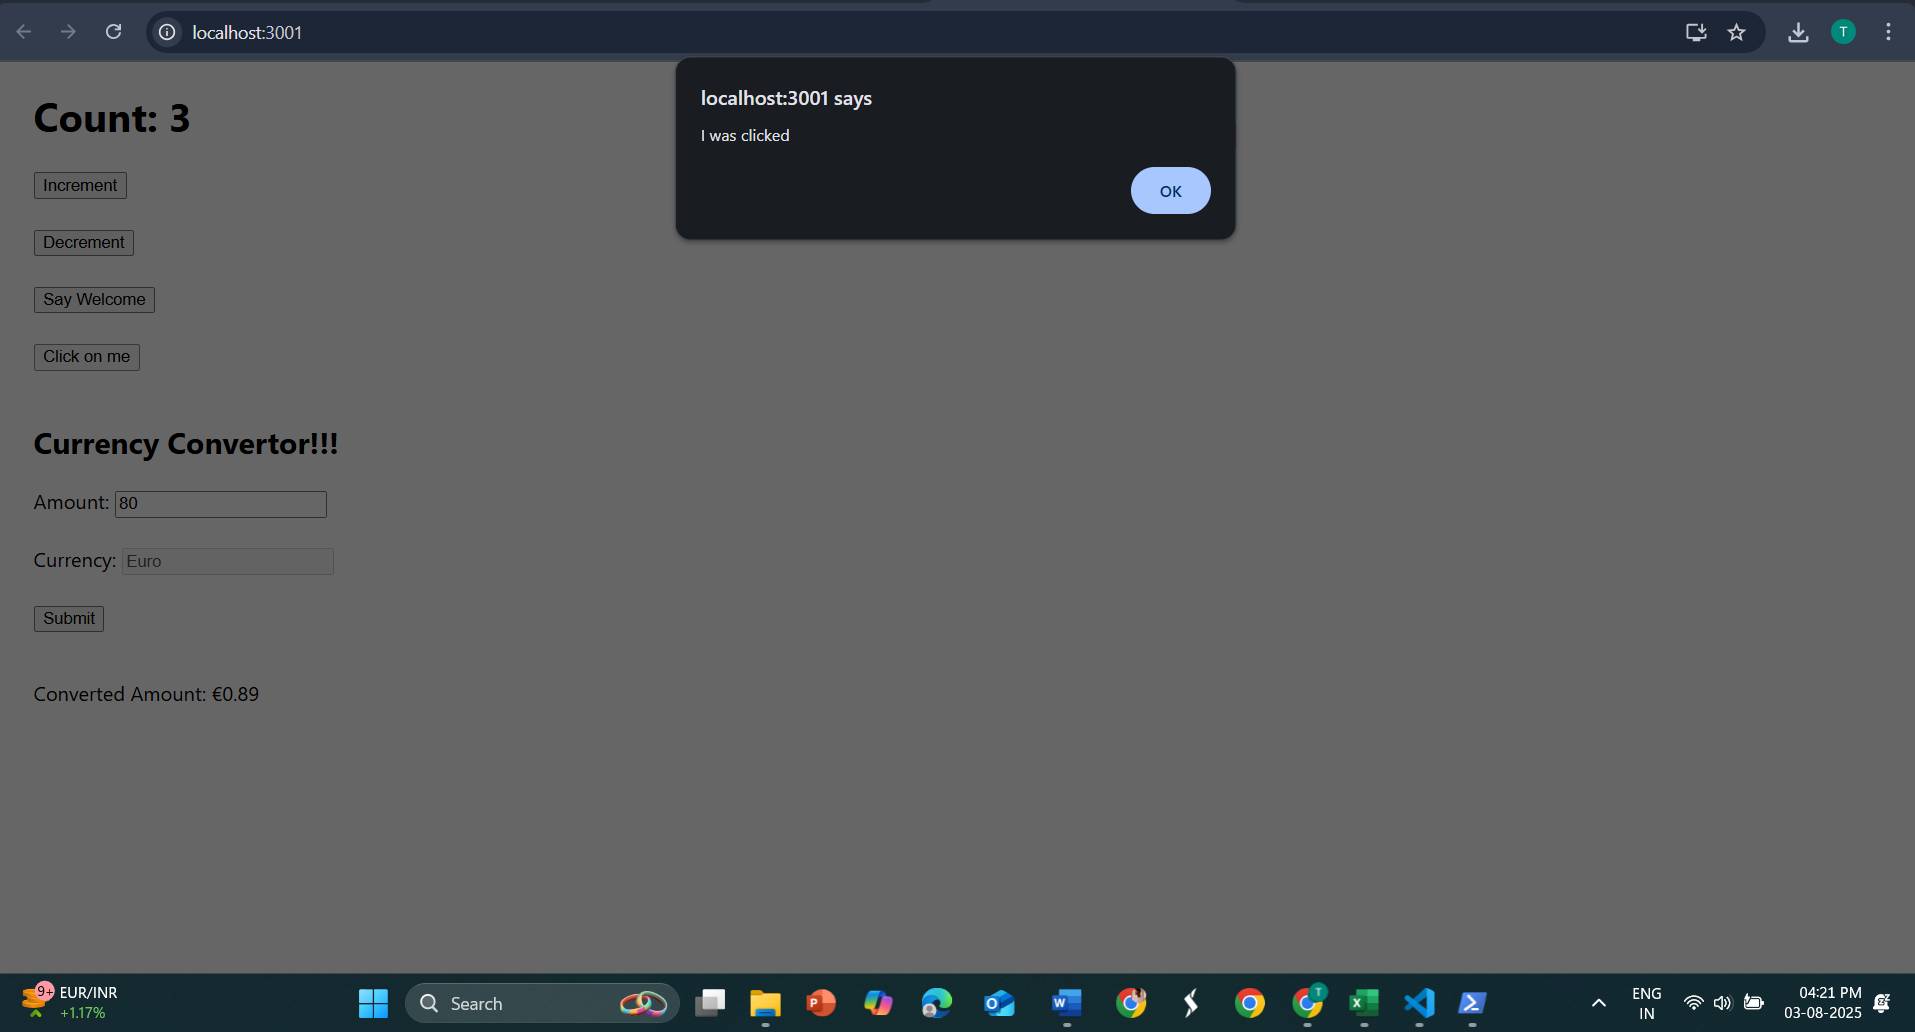 localhost:3001
T
localhost:3001 says
I was clicked
OK
Count: 3
Increment
Decrement
Say Welcome
Click on me
Currency Convertor!!!
Amount: 80
Currency: Euro
Submit
Converted Amount: €0.89
9+
EUR/INR
+1.17%
Search
P
O
W
T
X
ENG
IN
04:21 PM
03-08-2025